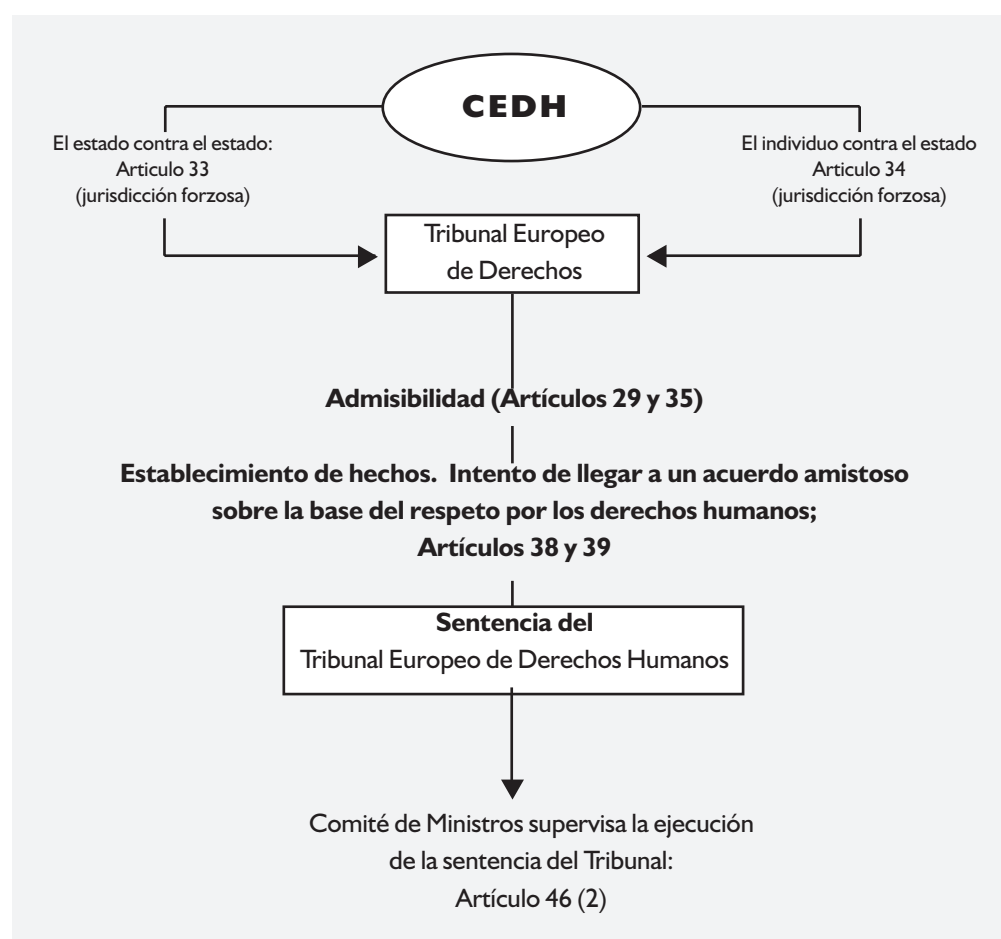 CEDH
El estado contra el estado:
Articulo 33
(jurisdicción forzosa)
El individuo contra el estado
Articulo 34
(jurisdicción forzosa)
Tribunal Europeo
de Derechos
Admisibilidad (Artículos 29 y 35)
Establecimiento de hechos.  Intento de llegar a un acuerdo amistoso
sobre la base del respeto por los derechos humanos;
Artículos 38 y 39
Sentencia del
Tribunal Europeo de Derechos Humanos
Comité de Ministros supervisa la ejecución
de la sentencia del Tribunal:
Artículo 46 (2)